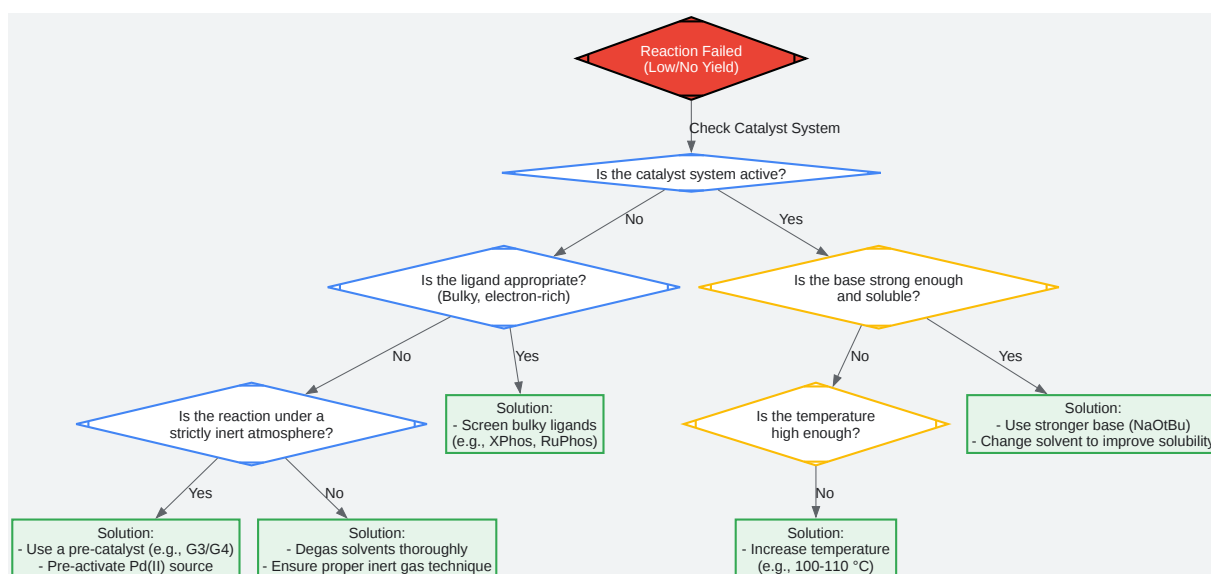 Reaction Failed
(Low/No Yield)
Check Catalyst System
Is the catalyst system active?
No
Yes
Is the ligand appropriate?
(Bulky, electron-rich)
Is the base strong enough
and soluble?
No
Yes
No
Yes
Is the reaction under a
strictly inert atmosphere?
Solution:
- Screen bulky ligands
(e.g., XPhos, RuPhos)
Is the temperature
high enough?
Solution:
- Use stronger base (NaOtBu)
- Change solvent to improve solubility
Yes
No
No
Solution:
- Use a pre-catalyst (e.g., G3/G4)
- Pre-activate Pd(II) source
Solution:
- Degas solvents thoroughly
- Ensure proper inert gas technique
Solution:
- Increase temperature
(e.g., 100-110 °C)